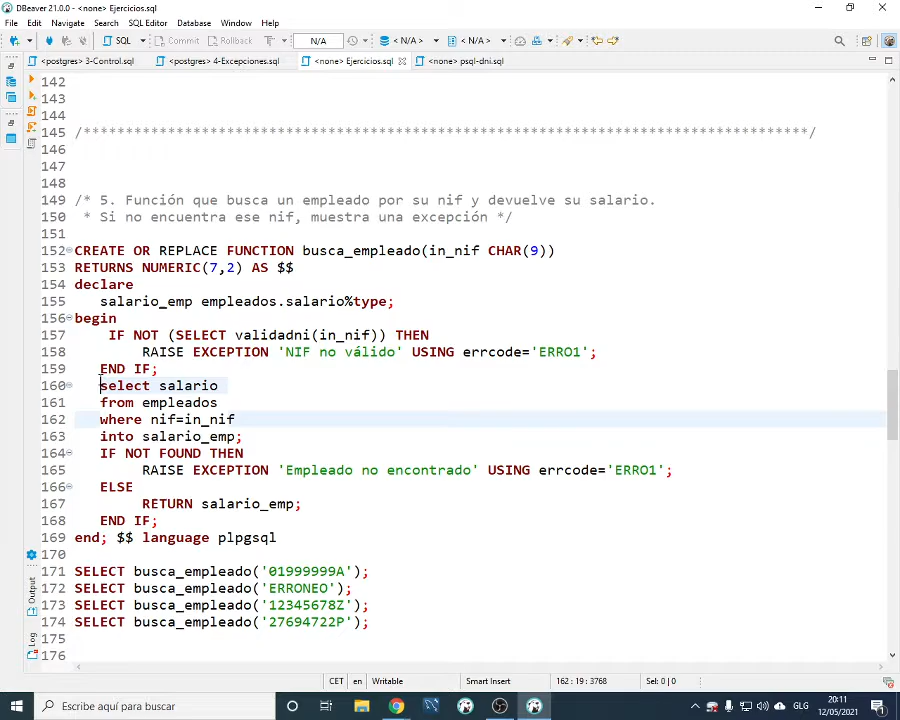 DBeaver 21.0.0 - <none> Ejercicios.sql
File Edit Navigate Search SQL Editor Database Window Help
SQL Commit Rollback T N/A < N/A > < N/A >
<postgres> 3-Control.sql <postgres> 4-Excepciones.sql <none> Ejercicios.sql <none> psql-dni.sql
142
143
144
145 /**************************************************************************************/
146
147
148
149 /* 5. Función que busca un empleado por su nif y devuelve su salario.
150 * Si no encuentra ese nif, muestra una excepción */
151
152 CREATE OR REPLACE FUNCTION busca_empleado(in_nif CHAR(9))
153 RETURNS NUMERIC(7,2) AS $$
154 declare
155 salario_emp empleados.salario%type;
156 begin
157 IF NOT (SELECT validadni(in_nif)) THEN
158 RAISE EXCEPTION 'NIF no válido' USING errcode='ERRO1';
159 END IF;
160 select salario
161 from empleados
162 where nif=in_nif
163 into salario_emp;
164 IF NOT FOUND THEN
165 RAISE EXCEPTION 'Empleado no encontrado' USING errcode='ERRO1';
166 ELSE
167 RETURN salario_emp;
168 END IF;
169 end; $$ language plpgsql
170
171 SELECT busca_empleado('01999999A');
172 SELECT busca_empleado('ERRONEO');
173 SELECT busca_empleado('12345678Z');
174 SELECT busca_empleado('27694722P');
175
176
Output
Log
CET en Writable Smart Insert 162 : 19 : 3768 Sel: 0 | 0
Escribe aquí para buscar
GLG
20:11
12/05/2021
1